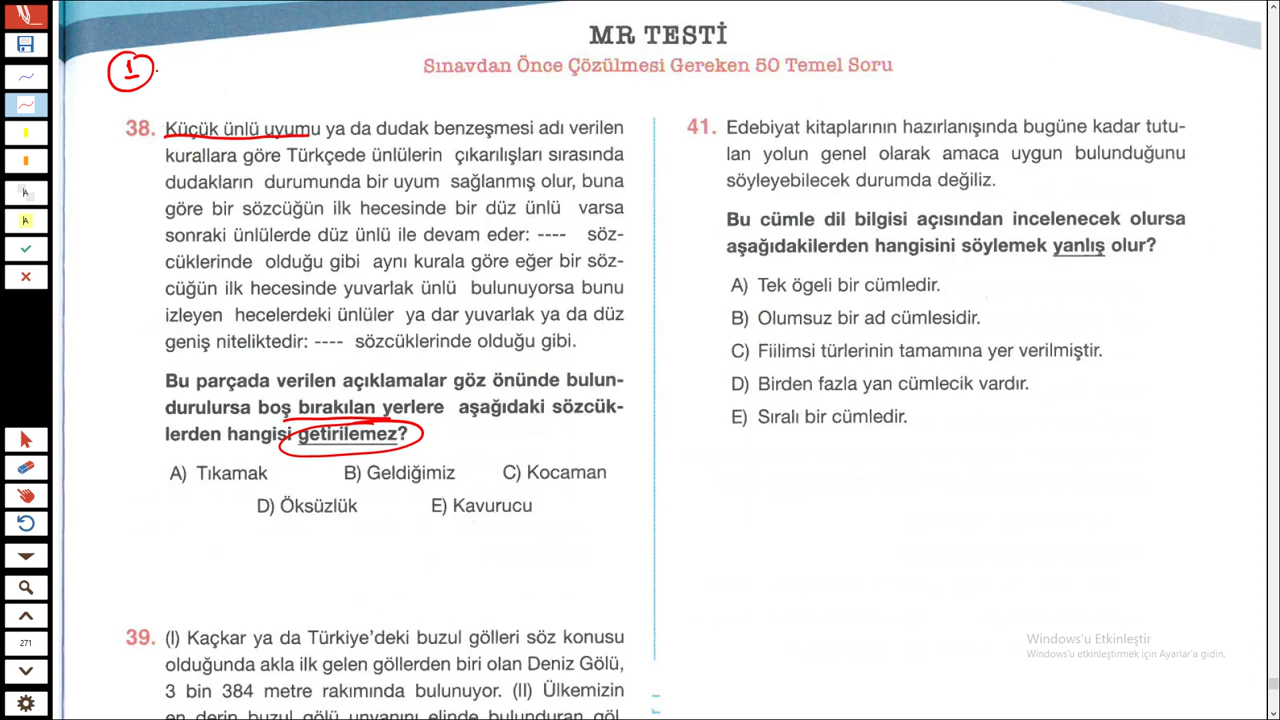 MR TESTİ
Sınavdan Önce Çözülmesi Gereken 50 Temel Soru
1
38. Küçük ünlü uyumu ya da dudak benzeşmesi adı verilen
kurallara göre Türkçede ünlülerin çıkarılışları sırasında
dudakların durumunda bir uyum sağlanmış olur, buna
göre bir sözcüğün ilk hecesinde bir düz ünlü varsa
sonraki ünlülerde düz ünlü ile devam eder: ---- söz-
cüklerinde olduğu gibi aynı kurala göre eğer bir söz-
cüğün ilk hecesinde yuvarlak ünlü bulunuyorsa bunu
izleyen hecelerdeki ünlüler ya dar yuvarlak ya da düz
geniş niteliktedir: ---- sözcüklerinde olduğu gibi.
Bu parçada verilen açıklamalar göz önünde bulun-
durulursa boş bırakılan yerlere aşağıdaki sözcük-
lerden hangisi getirilemez?
A) Tıkamak B) Geldiğimiz C) Kocaman
D) Öksüzlük E) Kavurucu
39. (I) Kaçkar ya da Türkiye'deki buzul gölleri söz konusu
olduğunda akla ilk gelen göllerden biri olan Deniz Gölü,
3 bin 384 metre rakımında bulunuyor. (II) Ülkemizin
en derin buzul gölü unvanını elinde bulunduran göl,
41. Edebiyat kitaplarının hazırlanışında bugüne kadar tutu-
lan yolun genel olarak amaca uygun bulunduğunu
söyleyebilecek durumda değiliz.
Bu cümle dil bilgisi açısından incelenecek olursa
aşağıdakilerden hangisini söylemek yanlış olur?
A) Tek ögeli bir cümledir.
B) Olumsuz bir ad cümlesidir.
C) Fiilimsi türlerinin tamamına yer verilmiştir.
D) Birden fazla yan cümlecik vardır.
E) Sıralı bir cümledir.
271
Windows'u Etkinleştir
Windows'u etkinleştirmek için Ayarlar'a gidin.